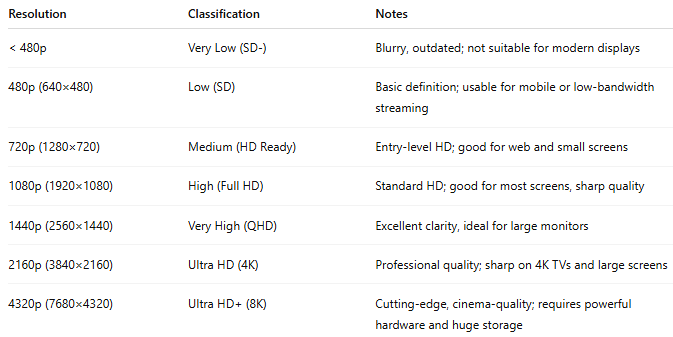 Resolution Classification Notes
< 480p Very Low (SD-) Blurry, outdated; not suitable for modern displays
480p (640×480) Low (SD) Basic definition; usable for mobile or low-bandwidth
streaming
720p (1280×720) Medium (HD Ready) Entry-level HD; good for web and small screens
1080p (1920×1080) High (Full HD) Standard HD; good for most screens, sharp quality
1440p (2560×1440) Very High (QHD) Excellent clarity, ideal for large monitors
2160p (3840×2160) Ultra HD (4K) Professional quality; sharp on 4K TVs and large screens
4320p (7680×4320) Ultra HD+ (8K) Cutting-edge, cinema-quality; requires powerful
hardware and huge storage